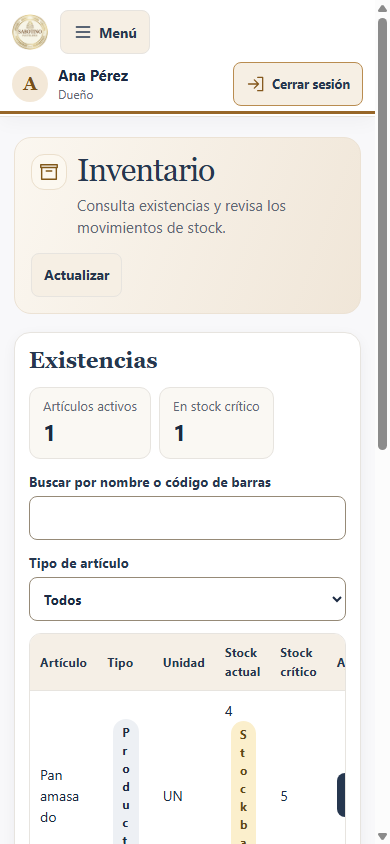 Menú
A
Ana Pérez
Dueño
Cerrar sesión
Inventario
Consulta existencias y revisa los
movimientos de stock.
Actualizar
Existencias
Artículos activos
1
En stock crítico
1
Buscar por nombre o código de barras
Tipo de artículo
Todos
Artículo
Tipo
Unidad
Stock
actual
Stock
crítico
A
Pan
amasa
do
P
r
o
d
u
c
t
UN
4
S
t
o
c
k
b
a
5